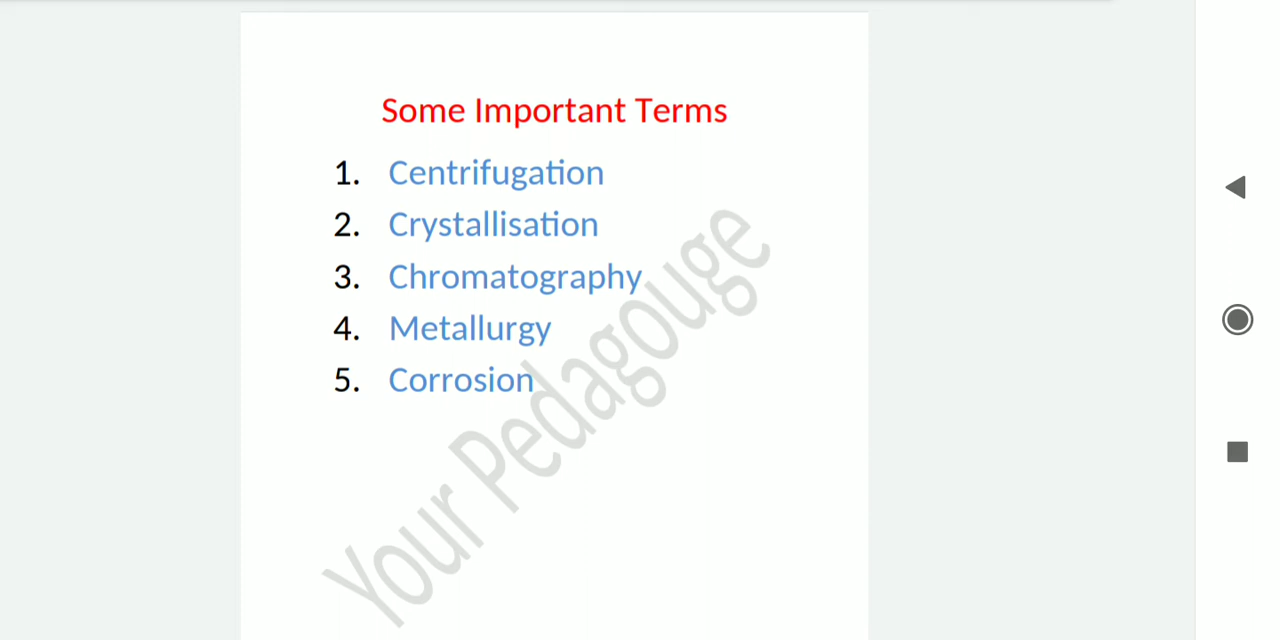 Some Important Terms
1. Centrifugation
2. Crystallisation
3. Chromatography
4. Metallurgy
5. Corrosion
Your Pedagouge